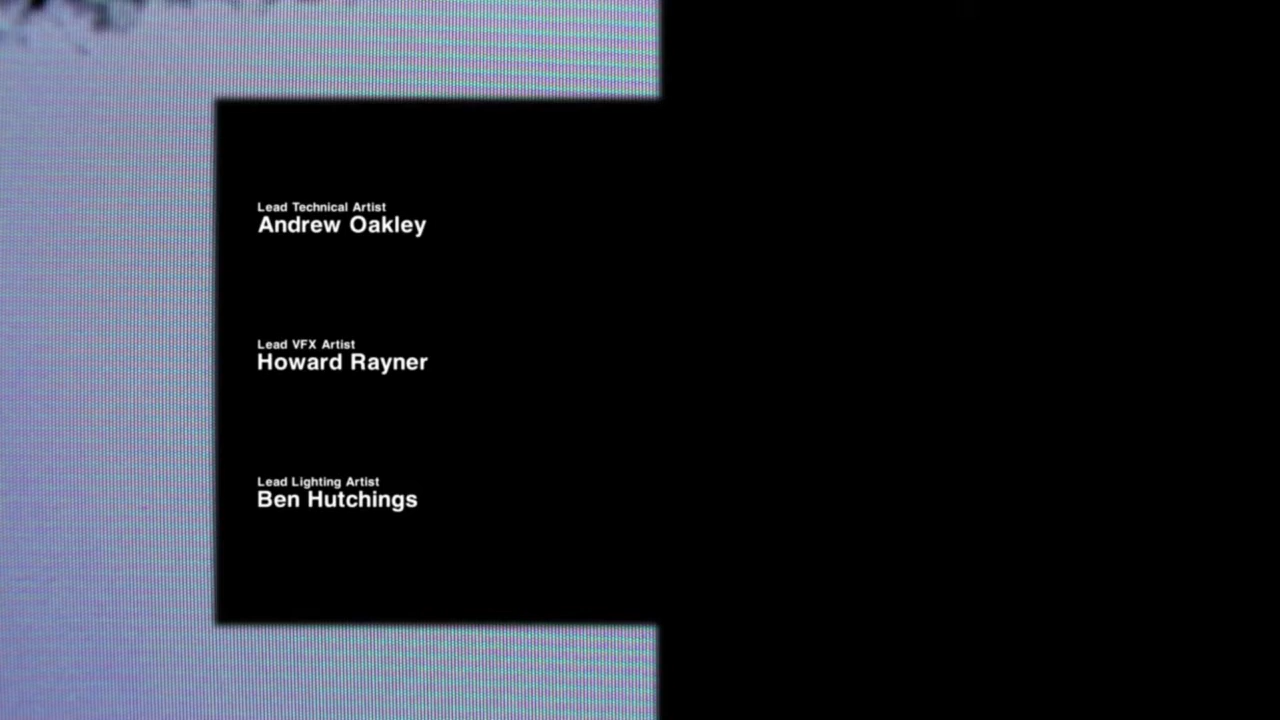 Lead Technical Artist
Andrew Oakley
Lead VFX Artist
Howard Rayner
Lead Lighting Artist
Ben Hutchings